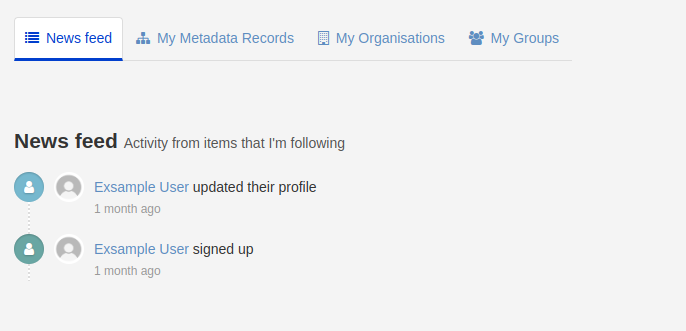 News feed My Metadata Records My Organisations My Groups
News feed Activity from items that I'm following
Exsample User updated their profile
1 month ago
Exsample User signed up
1 month ago